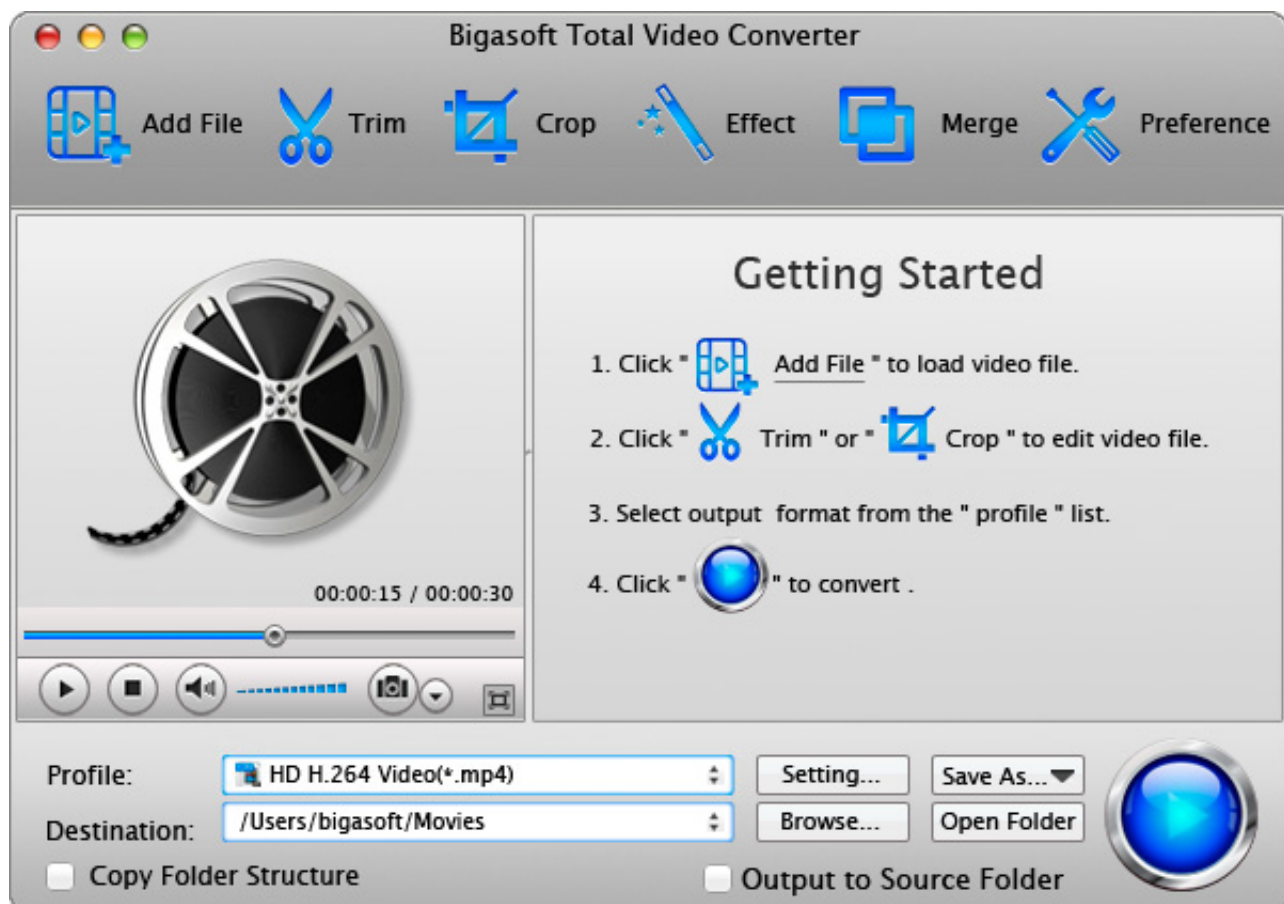 Bigasoft Total Video Converter
Add File Trim Crop Effect Merge Preference
Getting Started
1. Click " Add File " to load video file.
2. Click " Trim " or " Crop " to edit video file.
3. Select output format from the " profile " list.
4. Click " " to convert .
00:00:15 / 00:00:30
Profile: HD H.264 Video(*.mp4) Setting... Save As...
Destination: /Users/bigasoft/Movies Browse... Open Folder
Copy Folder Structure Output to Source Folder